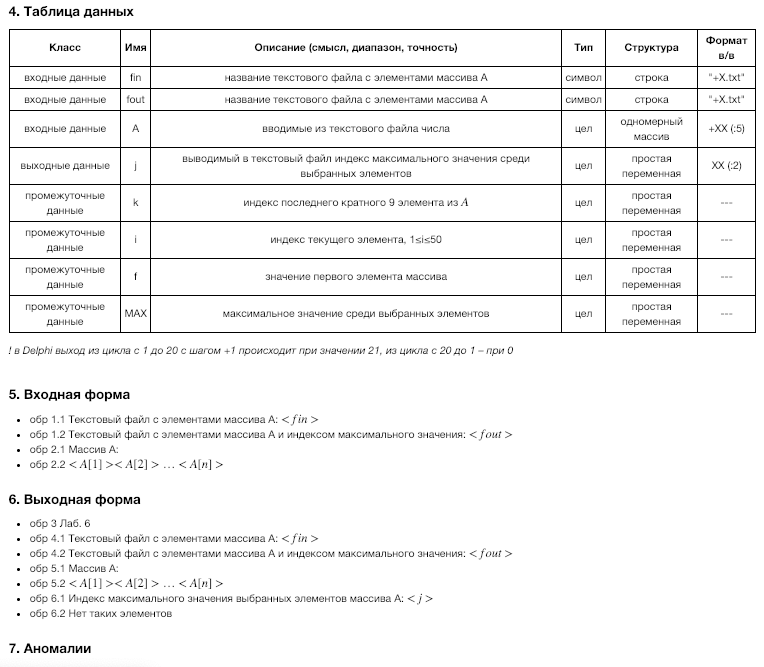 4. Таблица данных
Класс Имя Описание (смысл, диапазон, точность) Тип Структура Формат в/в
входные данные fin название текстового файла с элементами массива А символ строка "+X.txt"
входные данные fout название текстового файла с элементами массива А символ строка "+X.txt"
входные данные A вводимые из текстового файла числа цел одномерный массив +XX (:5)
выходные данные j выводимый в текстовый файл индекс максимального значения среди выбранных элементов цел простая переменная XX (:2)
промежуточные данные k индекс последнего кратного 9 элемента из A цел простая переменная ---
промежуточные данные i индекс текущего элемента, 1≤i≤50 цел простая переменная ---
промежуточные данные f значение первого элемента массива цел простая переменная ---
промежуточные данные MAX максимальное значение среди выбранных элементов цел простая переменная ---
! в Delphi выход из цикла с 1 до 20 с шагом +1 происходит при значении 21, из цикла с 20 до 1 – при 0
5. Входная форма
• обр 1.1 Текстовый файл с элементами массива А: < fin >
• обр 1.2 Текстовый файл с элементами массива А и индексом максимального значения: < fout >
• обр 2.1 Массив А:
• обр 2.2 < A[1] >< A[2] > … < A[n] >
6. Выходная форма
• обр 3 Лаб. 6
• обр 4.1 Текстовый файл с элементами массива А: < fin >
• обр 4.2 Текстовый файл с элементами массива А и индексом максимального значения: < fout >
• обр 5.1 Массив А:
• обр 5.2 < A[1] >< A[2] > … < A[n] >
• обр 6.1 Индекс максимального значения выбранных элементов массива А: < j >
• обр 6.2 Нет таких элементов
7. Аномалии